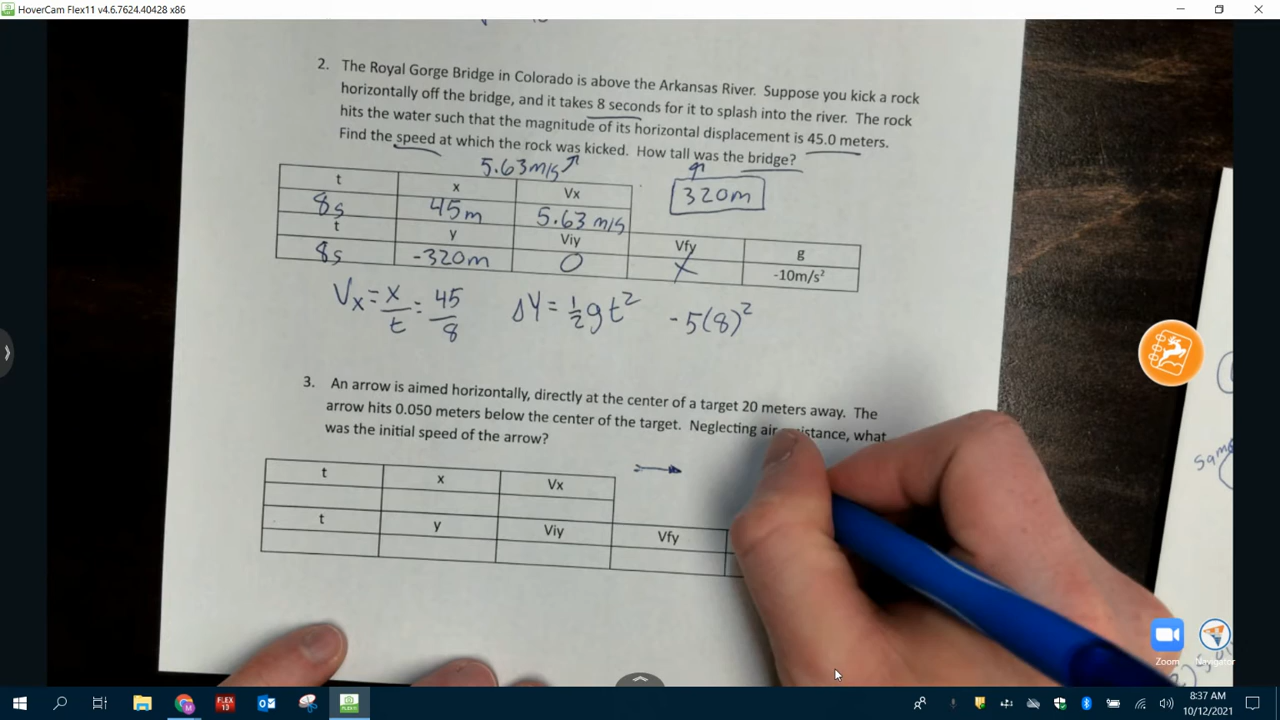 HoverCam Flex11 v4.6.7624.40428 x86
2. The Royal Gorge Bridge in Colorado is above the Arkansas River. Suppose you kick a rock
horizontally off the bridge, and it takes 8 seconds for it to splash into the river. The rock
hits the water such that the magnitude of its horizontal displacement is 45.0 meters.
Find the speed at which the rock was kicked. How tall was the bridge?
5.63 m/s
320m
t x Vx
8s 45m 5.63 m/s
t y Viy Vfy g
8s -320m 0 X -10m/s²
Vx = x/t = 45/8 ΔY = ½gt² -5(8)²
3. An arrow is aimed horizontally, directly at the center of a target 20 meters away. The
arrow hits 0.050 meters below the center of the target. Neglecting air what
was the initial speed of the arrow?
t x Vx
t y Viy Vfy
Zoom
8:37 AM
10/12/2021